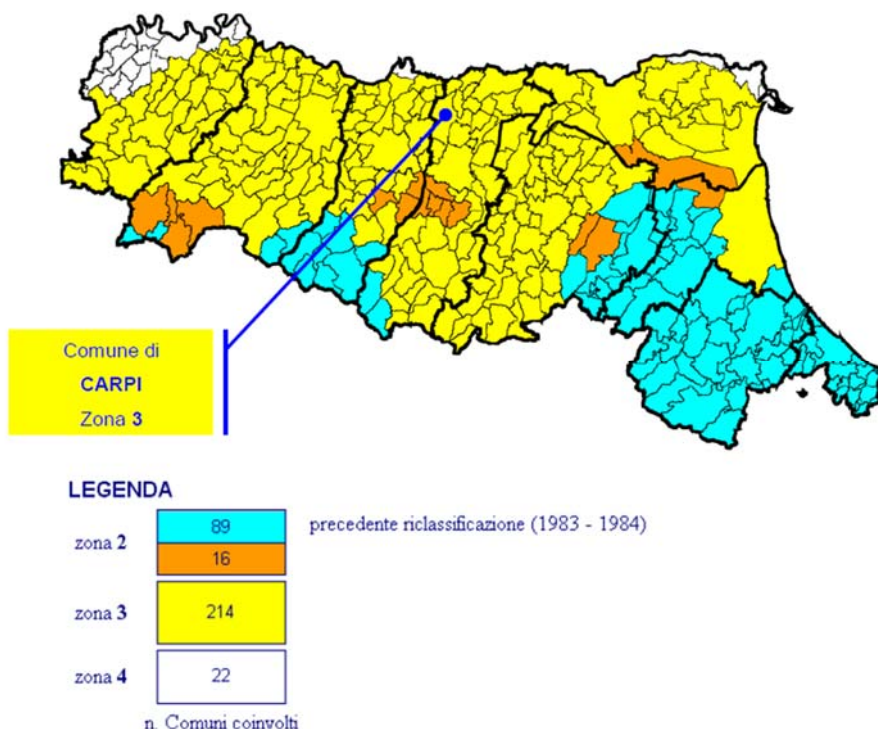 Comune di
CARPI
Zona 3
LEGENDA
zona 2
89
precedente riclassificazione (1983 - 1984)
16
zona 3
214
zona 4
22
n. Comuni coinvolti